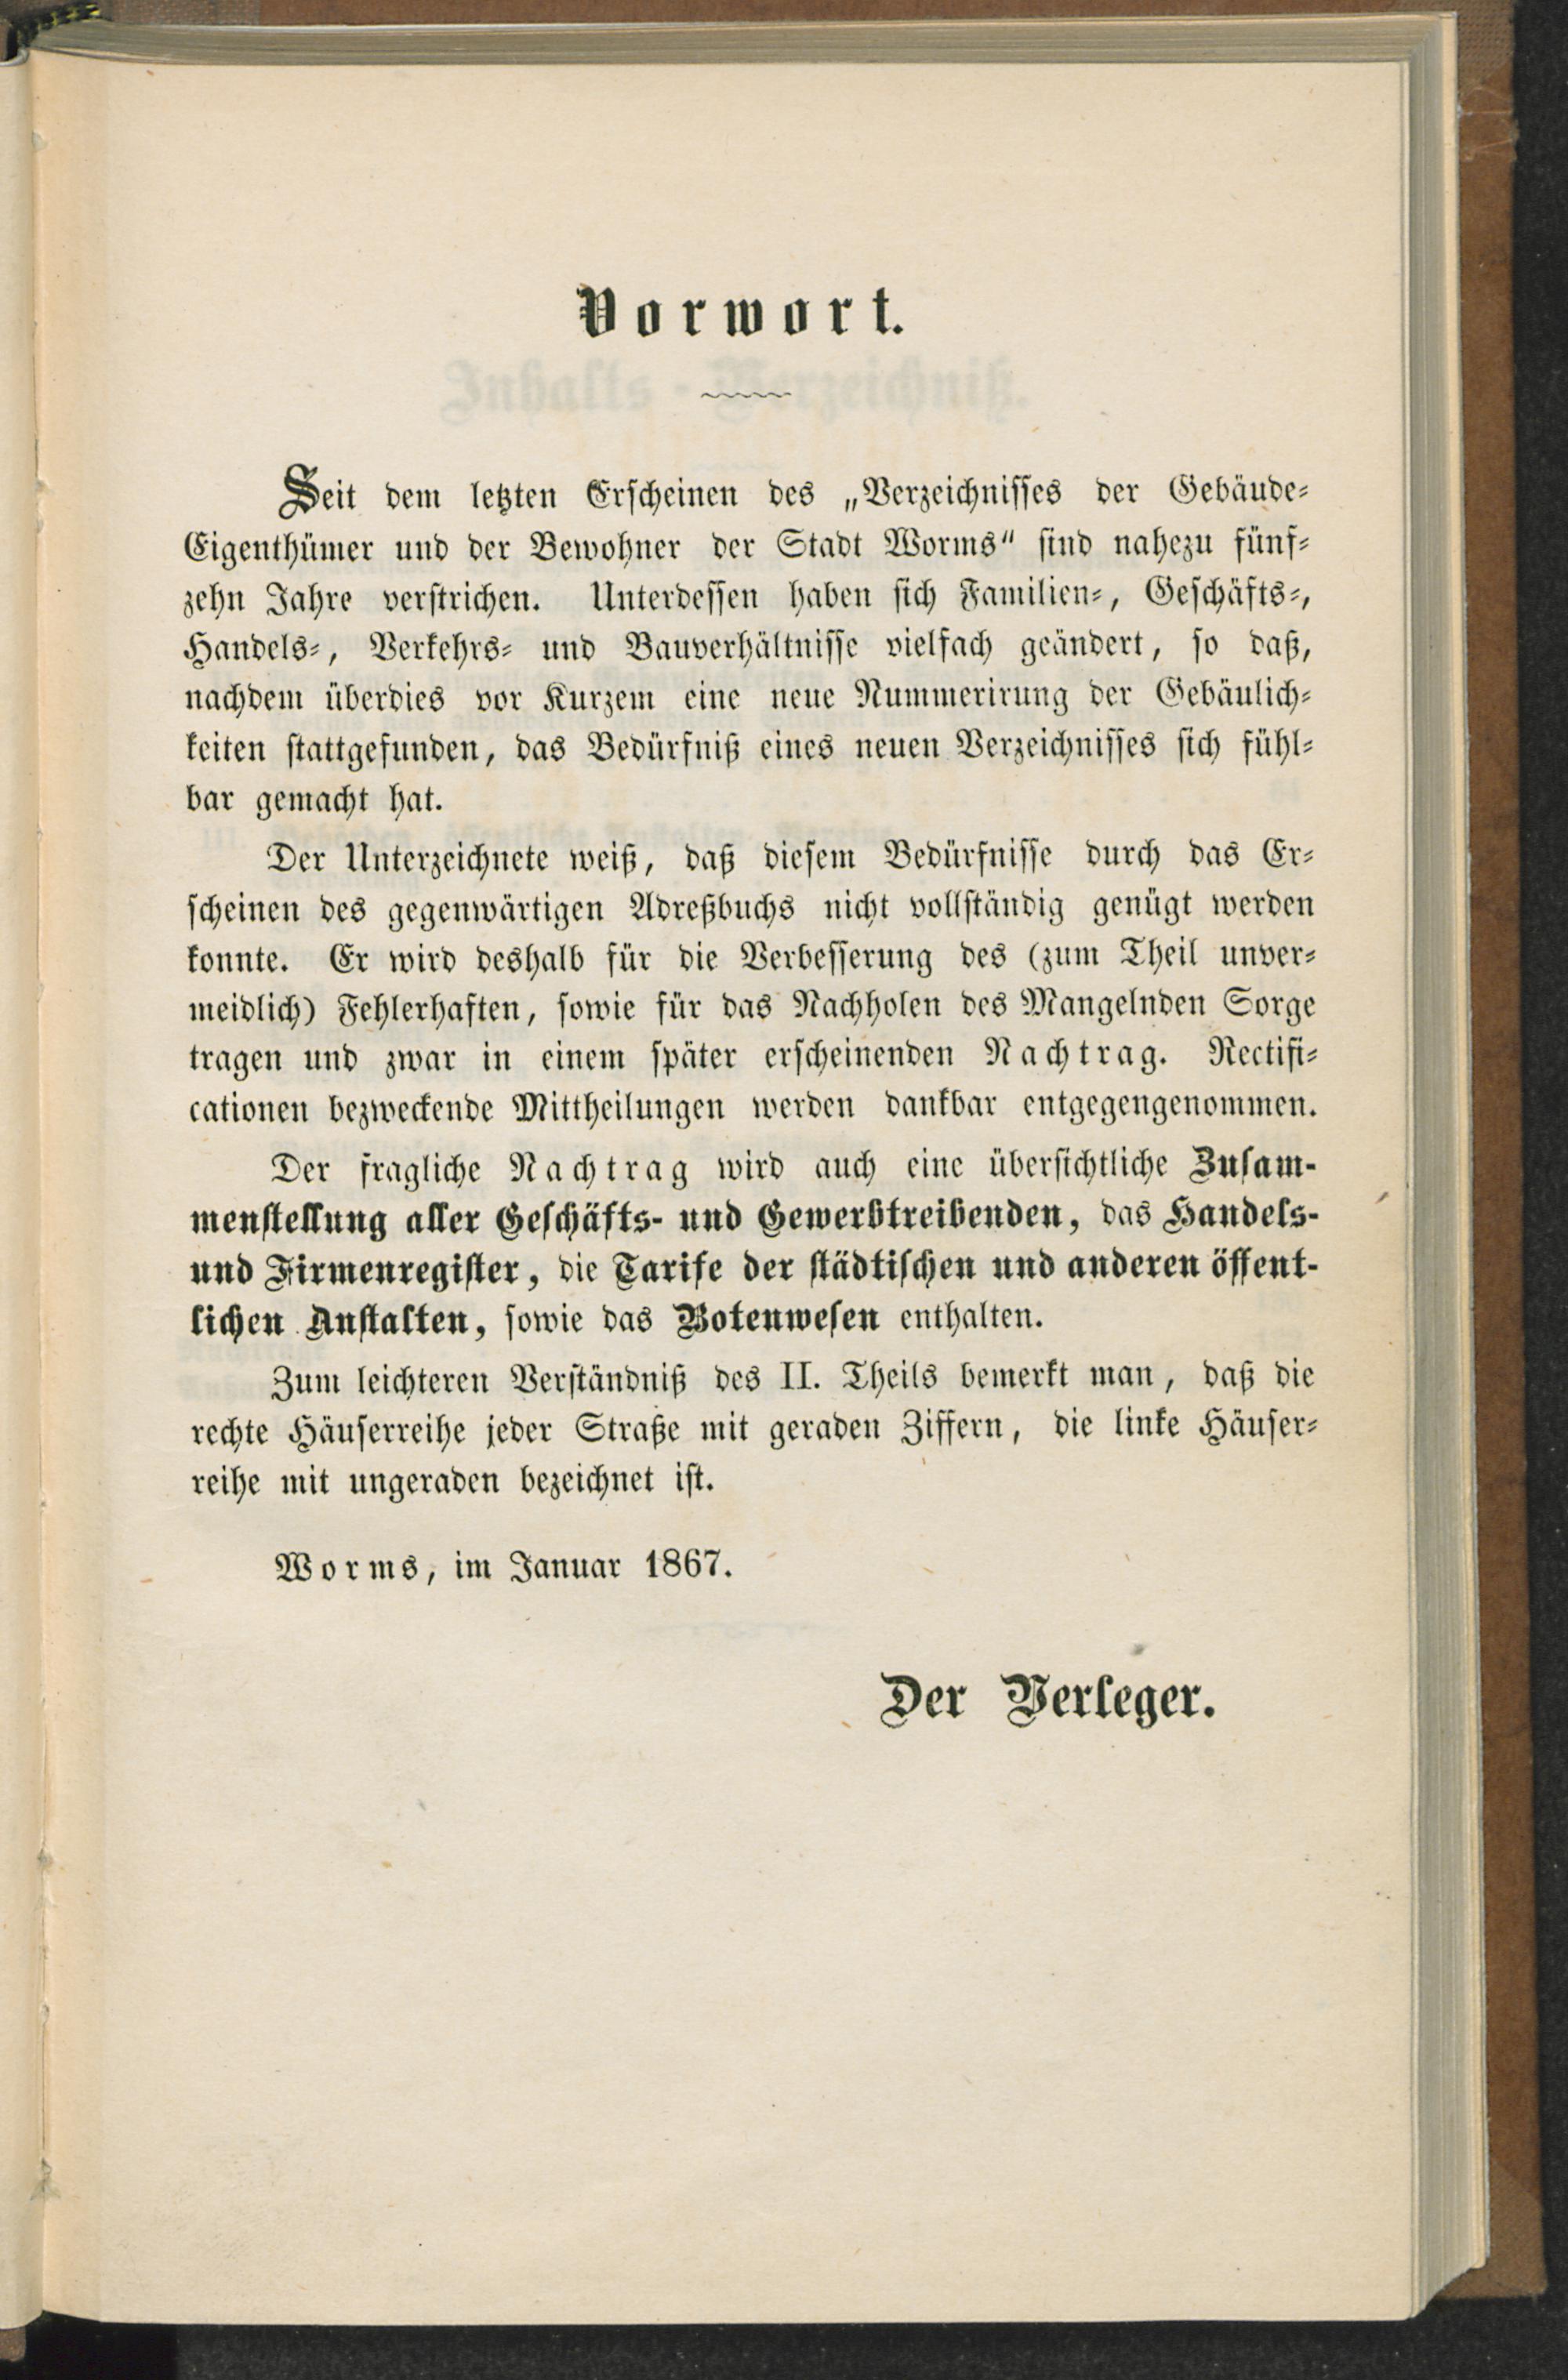 Vorwort.
Seit dem letzten Erscheinen des „Verzeichnisses der Gebäude-
Eigenthümer und der Bewohner der Stadt Worms" sind nahezu fünf-
zehn Jahre verstrichen. Unterdessen haben sich Familien-, Geschäfts-,
Handels-, Verkehrs- und Bauverhältnisse vielfach geändert, so daß,
nachdem überdies vor Kurzem eine neue Nummerirung der Gebäulich-
keiten stattgefunden, das Bedürfniß eines neuen Verzeichnisses sich fühl-
bar gemacht hat.
Der Unterzeichnete weiß, daß diesem Bedürfnisse durch das Er-
scheinen des gegenwärtigen Adreßbuchs nicht vollständig genügt werden
konnte. Er wird deshalb für die Verbesserung des (zum Theil unver-
meidlich) Fehlerhaften, sowie für das Nachholen des Mangelnden Sorge
tragen und zwar in einem später erscheinenden Nachtrag. Rectifi-
cationen bezweckende Mittheilungen werden dankbar entgegengenommen.
Der fragliche Nachtrag wird auch eine übersichtliche Zusam-
menstellung aller Geschäfts- und Gewerbtreibenden, das Handels-
und Firmenregister, die Tarife der städtischen und anderen öffent-
lichen Anstalten, sowie das Botenwesen enthalten.
Zum leichteren Verständniß des II. Theils bemerkt man, daß die
rechte Häuserreihe jeder Straße mit geraden Ziffern, die linke Häuser-
reihe mit ungeraden bezeichnet ist.
Worms, im Januar 1867.
Der Verleger.